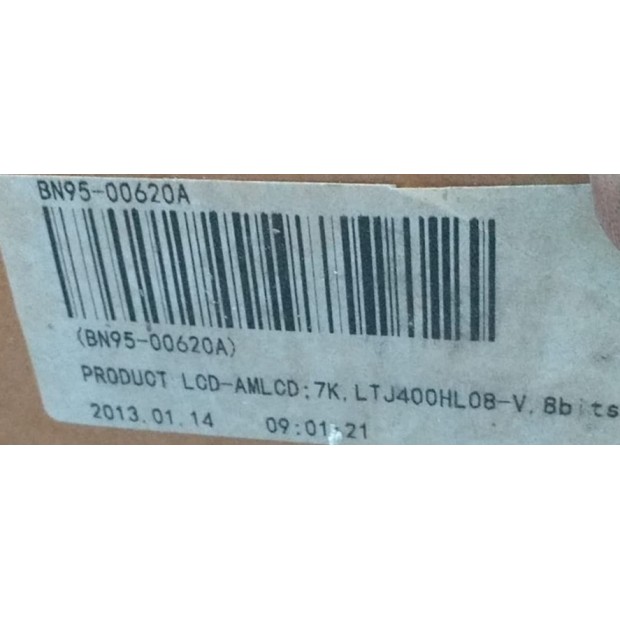 BN95-00620A
(BN95-00620A)
PRODUCT LCD-AMLCD;7K,LTJ400HL08-V,8bits
2013.01.14 09:01:21